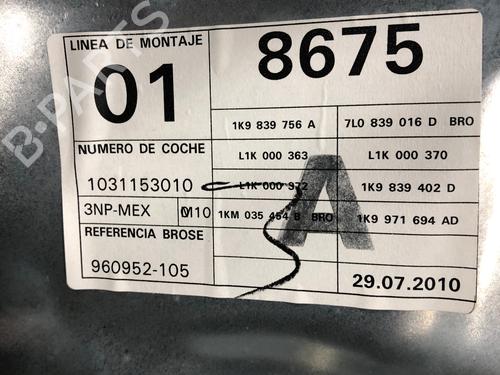 LINEA DE MONTAJE
01
8675
1K9 839 756 A
7L0 839 016 D BRO
NUMERO DE COCHE
L1K 000 363
L1K 000 370
1031153010
L1K 000 372
1K9 839 402 D
3NP-MEX
M10
1KM 035 454 B BRO
1K9 971 694 AD
A
REFERENCIA BROSE
960952-105
29.07.2010
B-PARTS